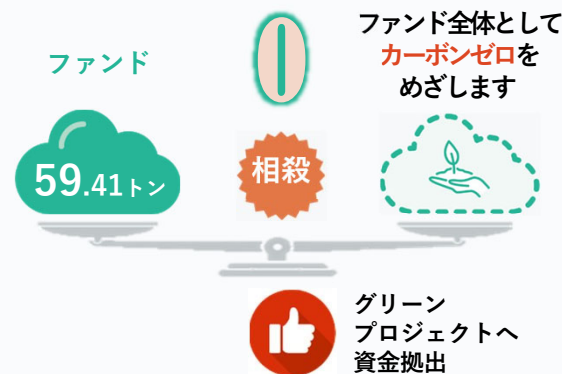 ファンド
ファンド全体として
カーボンゼロを
めざします
59.41トン
相殺
グリーン
プロジェクトへ
資金拠出